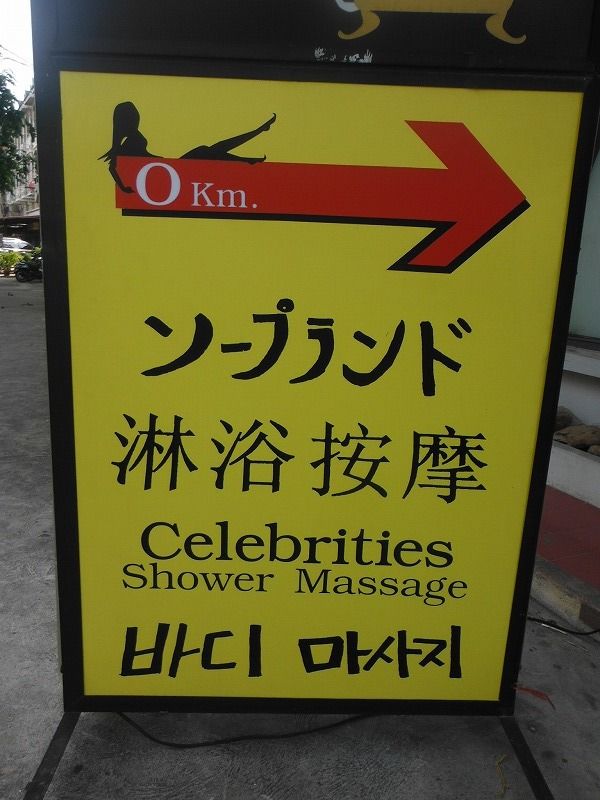 0 Km.
ソープランド
淋浴按摩
Celebrities
Shower Massage
바디 마사지